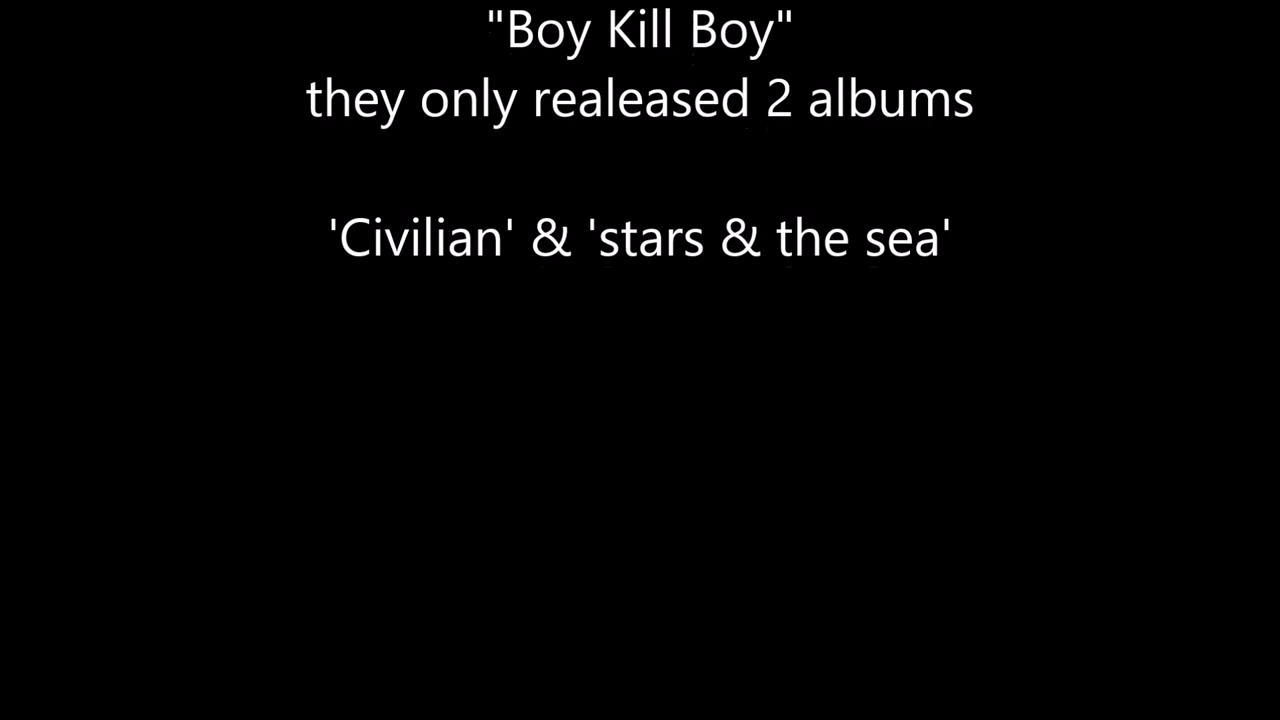 "Boy Kill Boy"
they only realeased 2 albums
'Civilian' & 'stars & the sea'